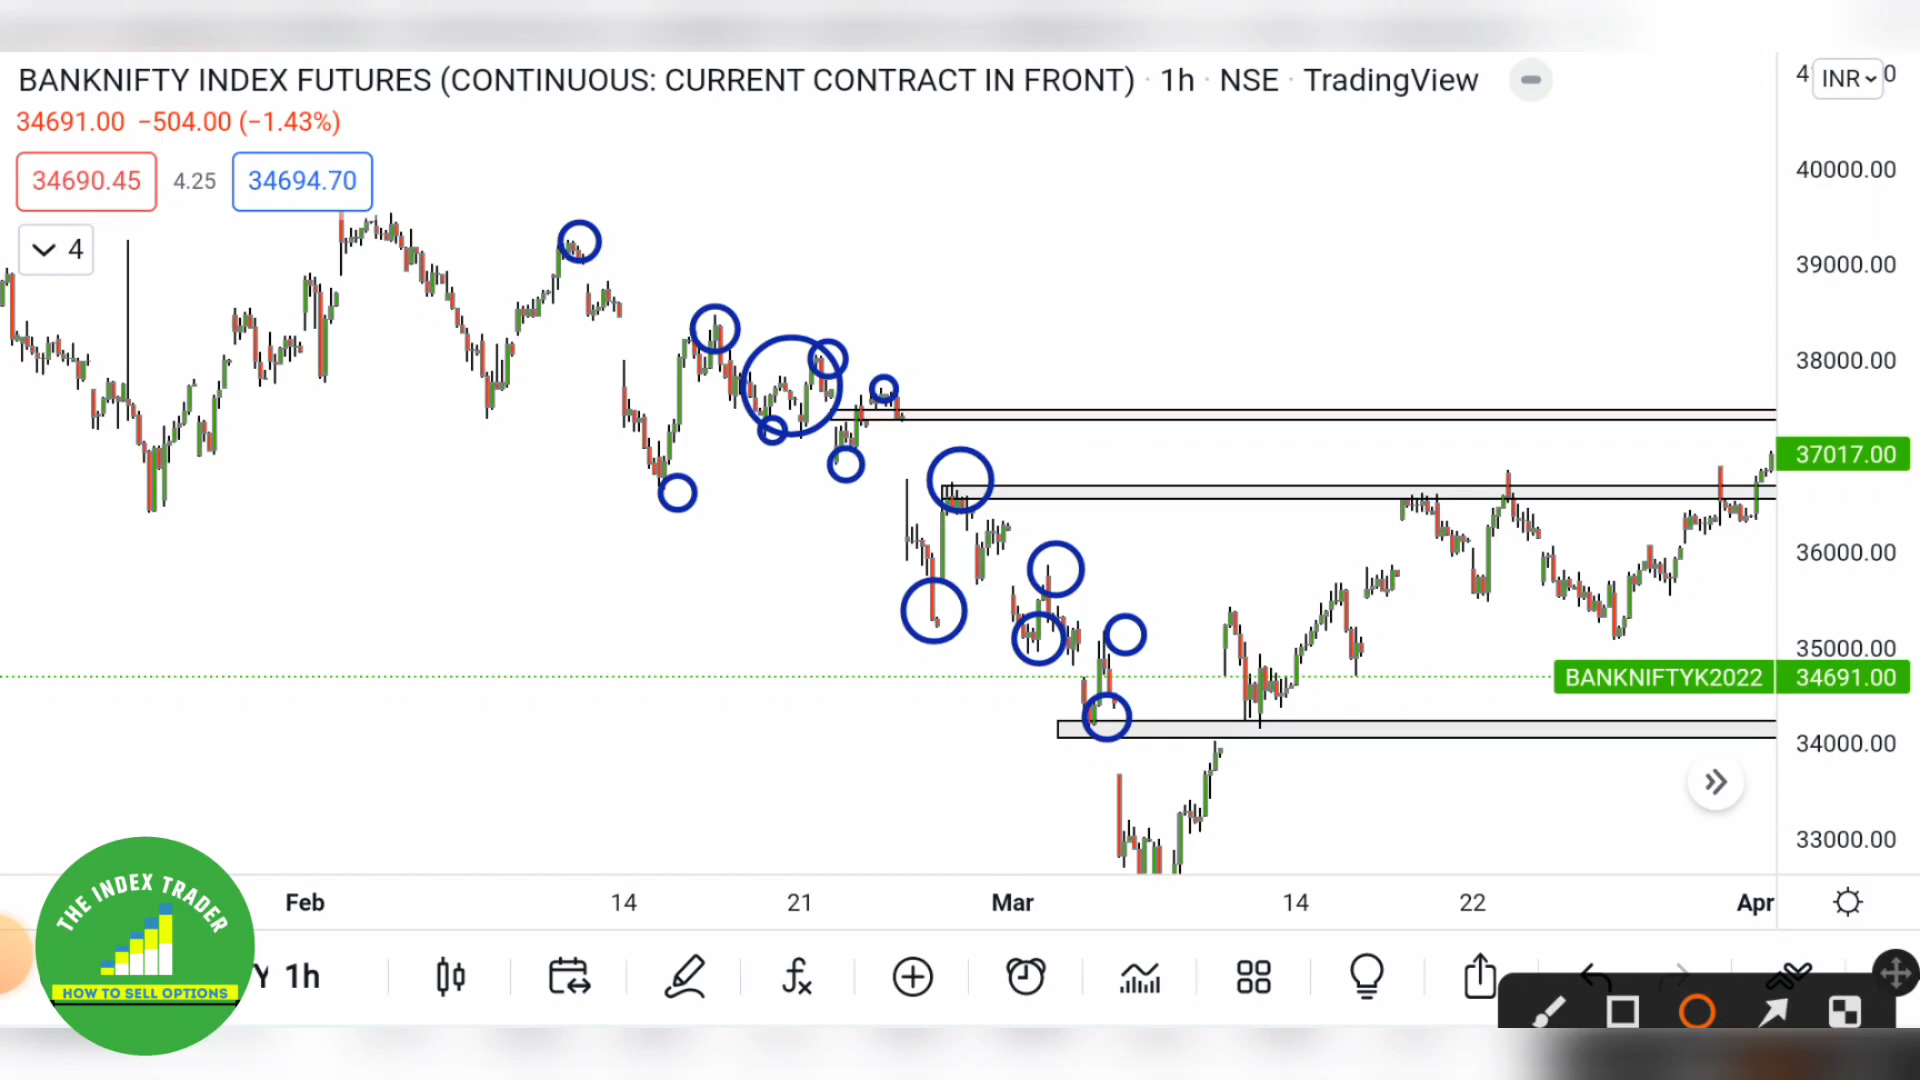 BANKNIFTY INDEX FUTURES (CONTINUOUS: CURRENT CONTRACT IN FRONT) · 1h · NSE · TradingView
INR
34691.00 −504.00 (−1.43%)
34690.45 4.25 34694.70
4
40000.00
39000.00
38000.00
37017.00
36000.00
35000.00
BANKNIFTYK2022 34691.00
34000.00
33000.00
Feb 14 21 Mar 14 22 Apr
THE INDEX TRADER
HOW TO SELL OPTIONS
Y 1h